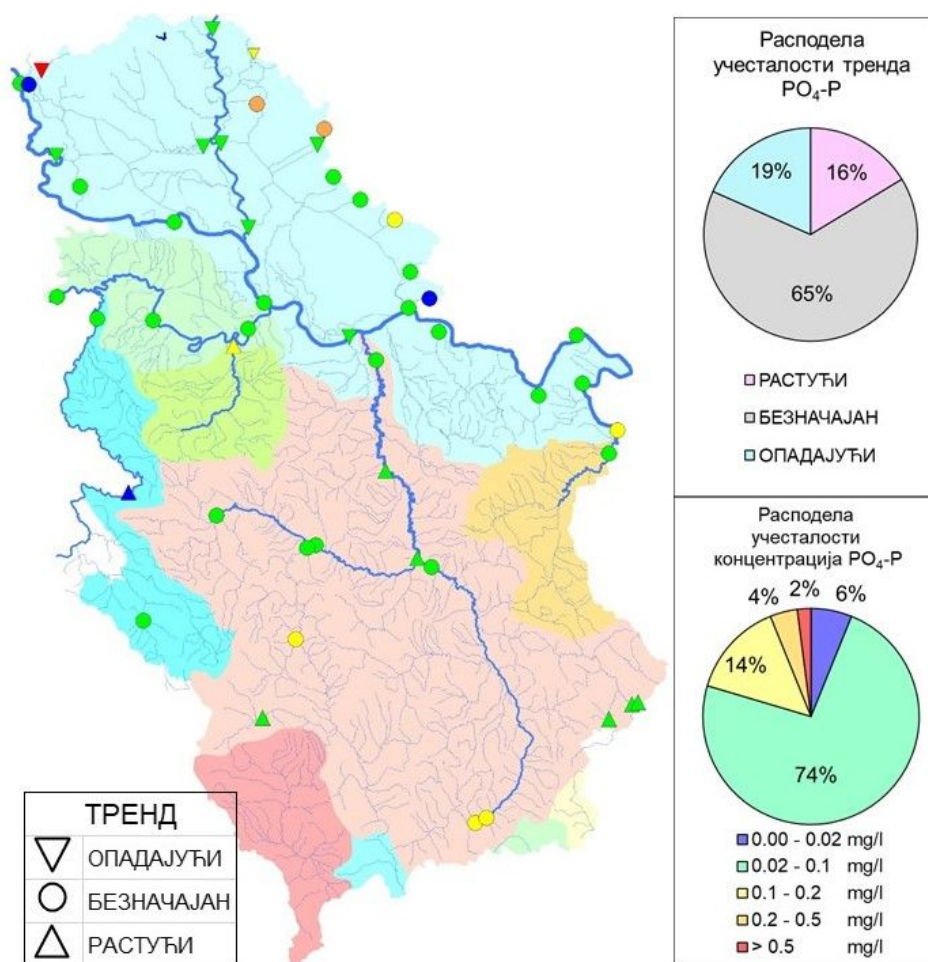 Расподела
учесталости тренда
PO₄-P
19%
16%
65%
РАСТУЋИ
БЕЗНАЧАЈАН
ОПАДАЈУЋИ
Расподела
учесталости
концентрација PO₄-P
4%
2%
6%
14%
74%
0.00 - 0.02 mg/l
0.02 - 0.1 mg/l
0.1 - 0.2 mg/l
0.2 - 0.5 mg/l
> 0.5 mg/l
ТРЕНД
ОПАДАЈУЋИ
БЕЗНАЧАЈАН
РАСТУЋИ